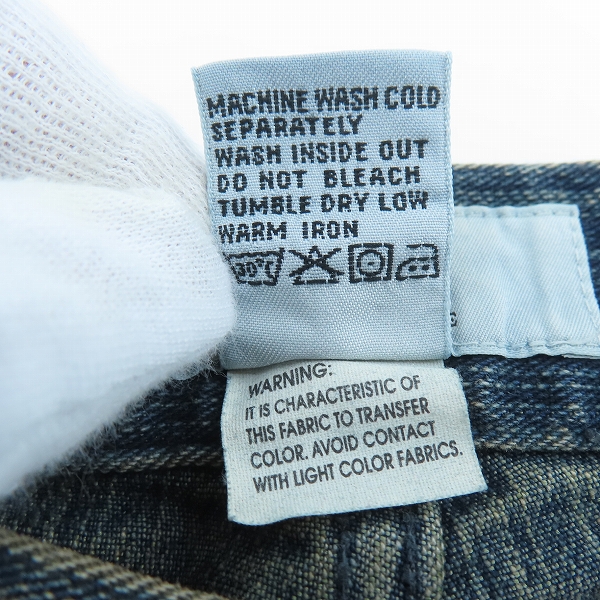 MACHINE WASH COLD
SEPARATELY
WASH INSIDE OUT
DO NOT BLEACH
TUMBLE DRY LOW
WARM IRON
30°C
E
WARNING:
IT IS CHARACTERISTIC OF
THIS FABRIC TO TRANSFER
COLOR. AVOID CONTACT
WITH LIGHT COLOR FABRICS.